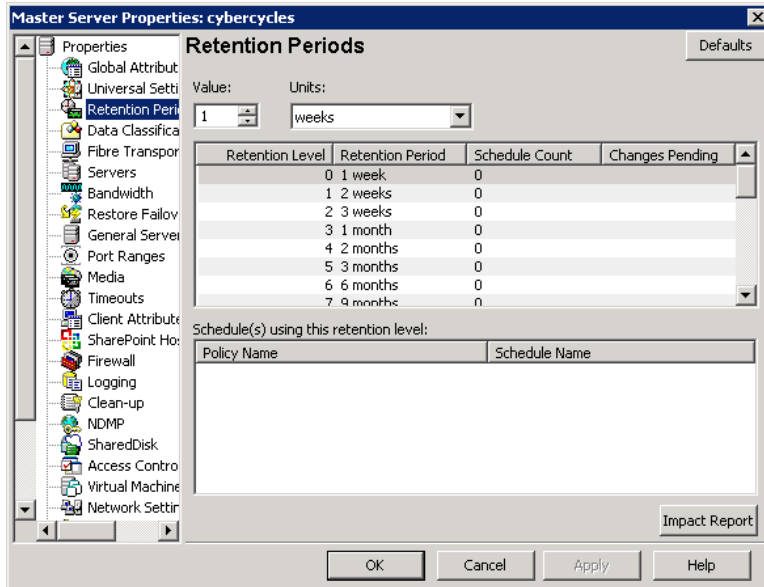 Master Server Properties: cybercycles
Properties
Global Attribut
Universal Setti
Retention Peri
Data Classifica
Fibre Transpor
Servers
Bandwidth
Restore Failov
General Server
Port Ranges
Media
Timeouts
Client Attribute
SharePoint Ho
Firewall
Logging
Clean-up
NDMP
SharedDisk
Access Contro
Virtual Machine
Network Settin
Retention Periods
Defaults
Value: Units:
1 weeks
Retention Level Retention Period Schedule Count Changes Pending
0 1 week 0
1 2 weeks 0
2 3 weeks 0
3 1 month 0
4 2 months 0
5 3 months 0
6 6 months 0
7 9 months 0
Schedule(s) using this retention level:
Policy Name Schedule Name
Impact Report
OK Cancel Apply Help